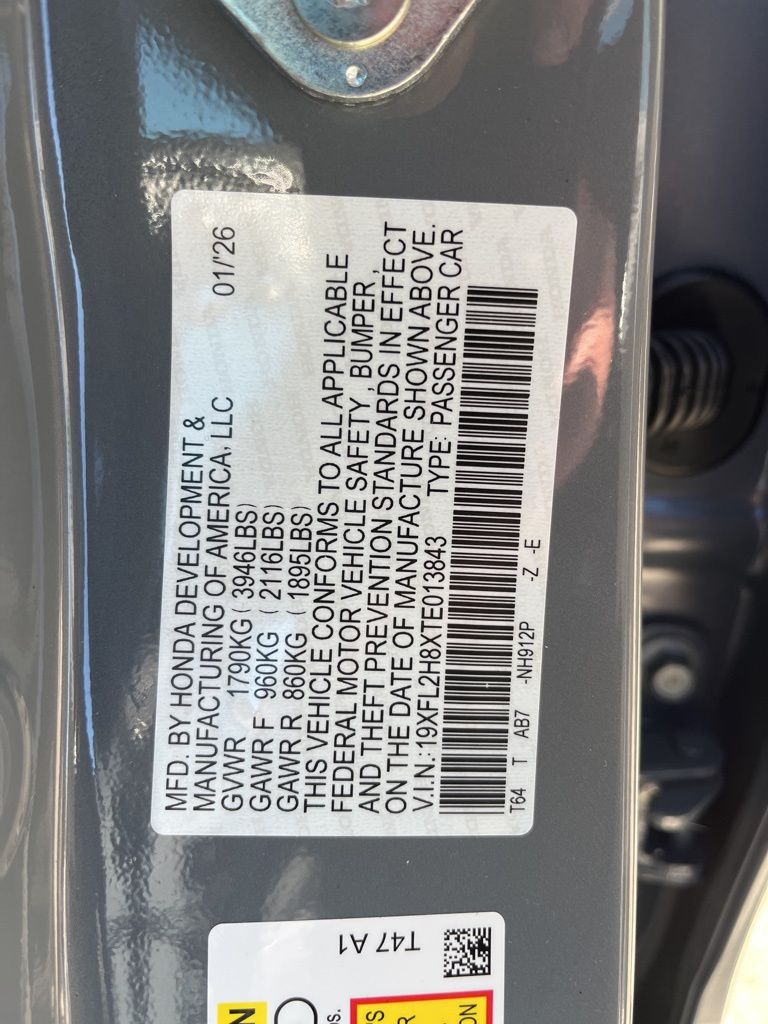 MFD. BY HONDA DEVELOPMENT &
MANUFACTURING OF AMERICA, LLC 01/'26
GVWR 1790KG ( 3946LBS)
GAWR F 960KG ( 2116LBS)
GAWR R 860KG ( 1895LBS)
THIS VEHICLE CONFORMS TO ALL APPLICABLE
FEDERAL MOTOR VEHICLE SAFETY , BUMPER ,
AND THEFT PREVENTION STANDARDS IN EFFECT
ON THE DATE OF MANUFACTURE SHOWN ABOVE.
V.I.N.:19XFL2H8XTE013843 TYPE: PASSENGER CAR
T64 T AB7 -NH912P -Z -E
T47 A1